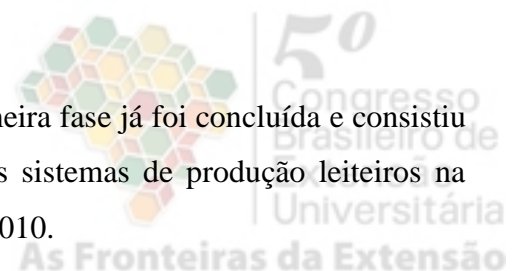 5º
Congresso
neira fase já foi concluída e consistiu
Brasileiro de
s sistemas de produção leiteiros na
Extensão
Universitária
010.
As Fronteiras da Extensão